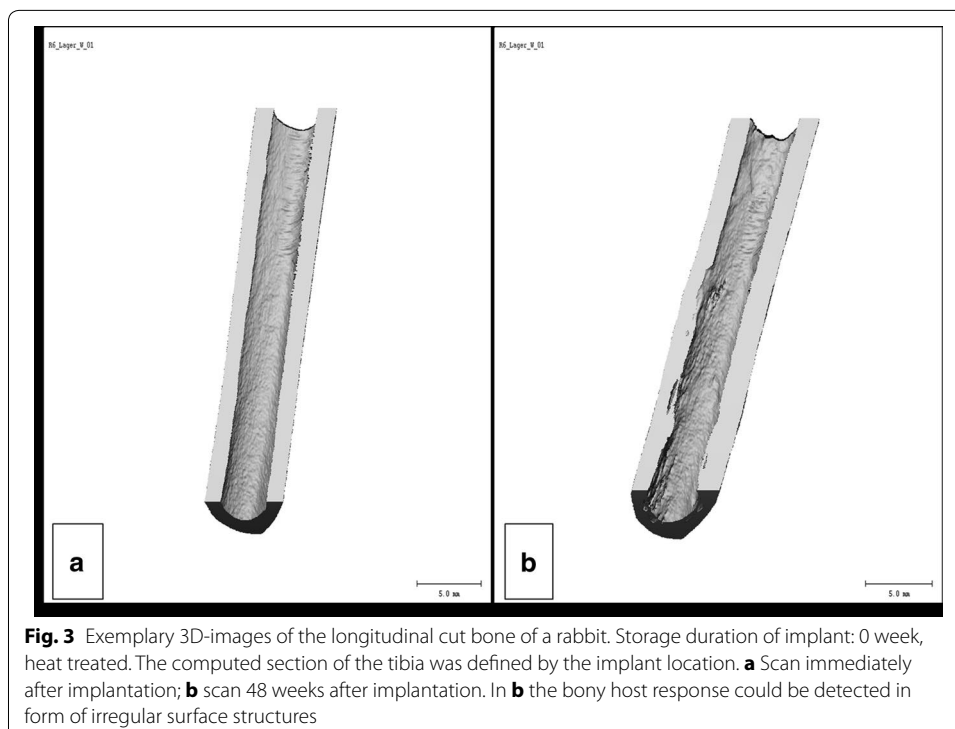 R6_Lager_W_01
R6_Lager_W_01
a
5.0 mm
b
5.0 mm
Fig. 3 Exemplary 3D-images of the longitudinal cut bone of a rabbit. Storage duration of implant: 0 week,
heat treated. The computed section of the tibia was defined by the implant location. a Scan immediately
after implantation; b scan 48 weeks after implantation. In b the bony host response could be detected in
form of irregular surface structures